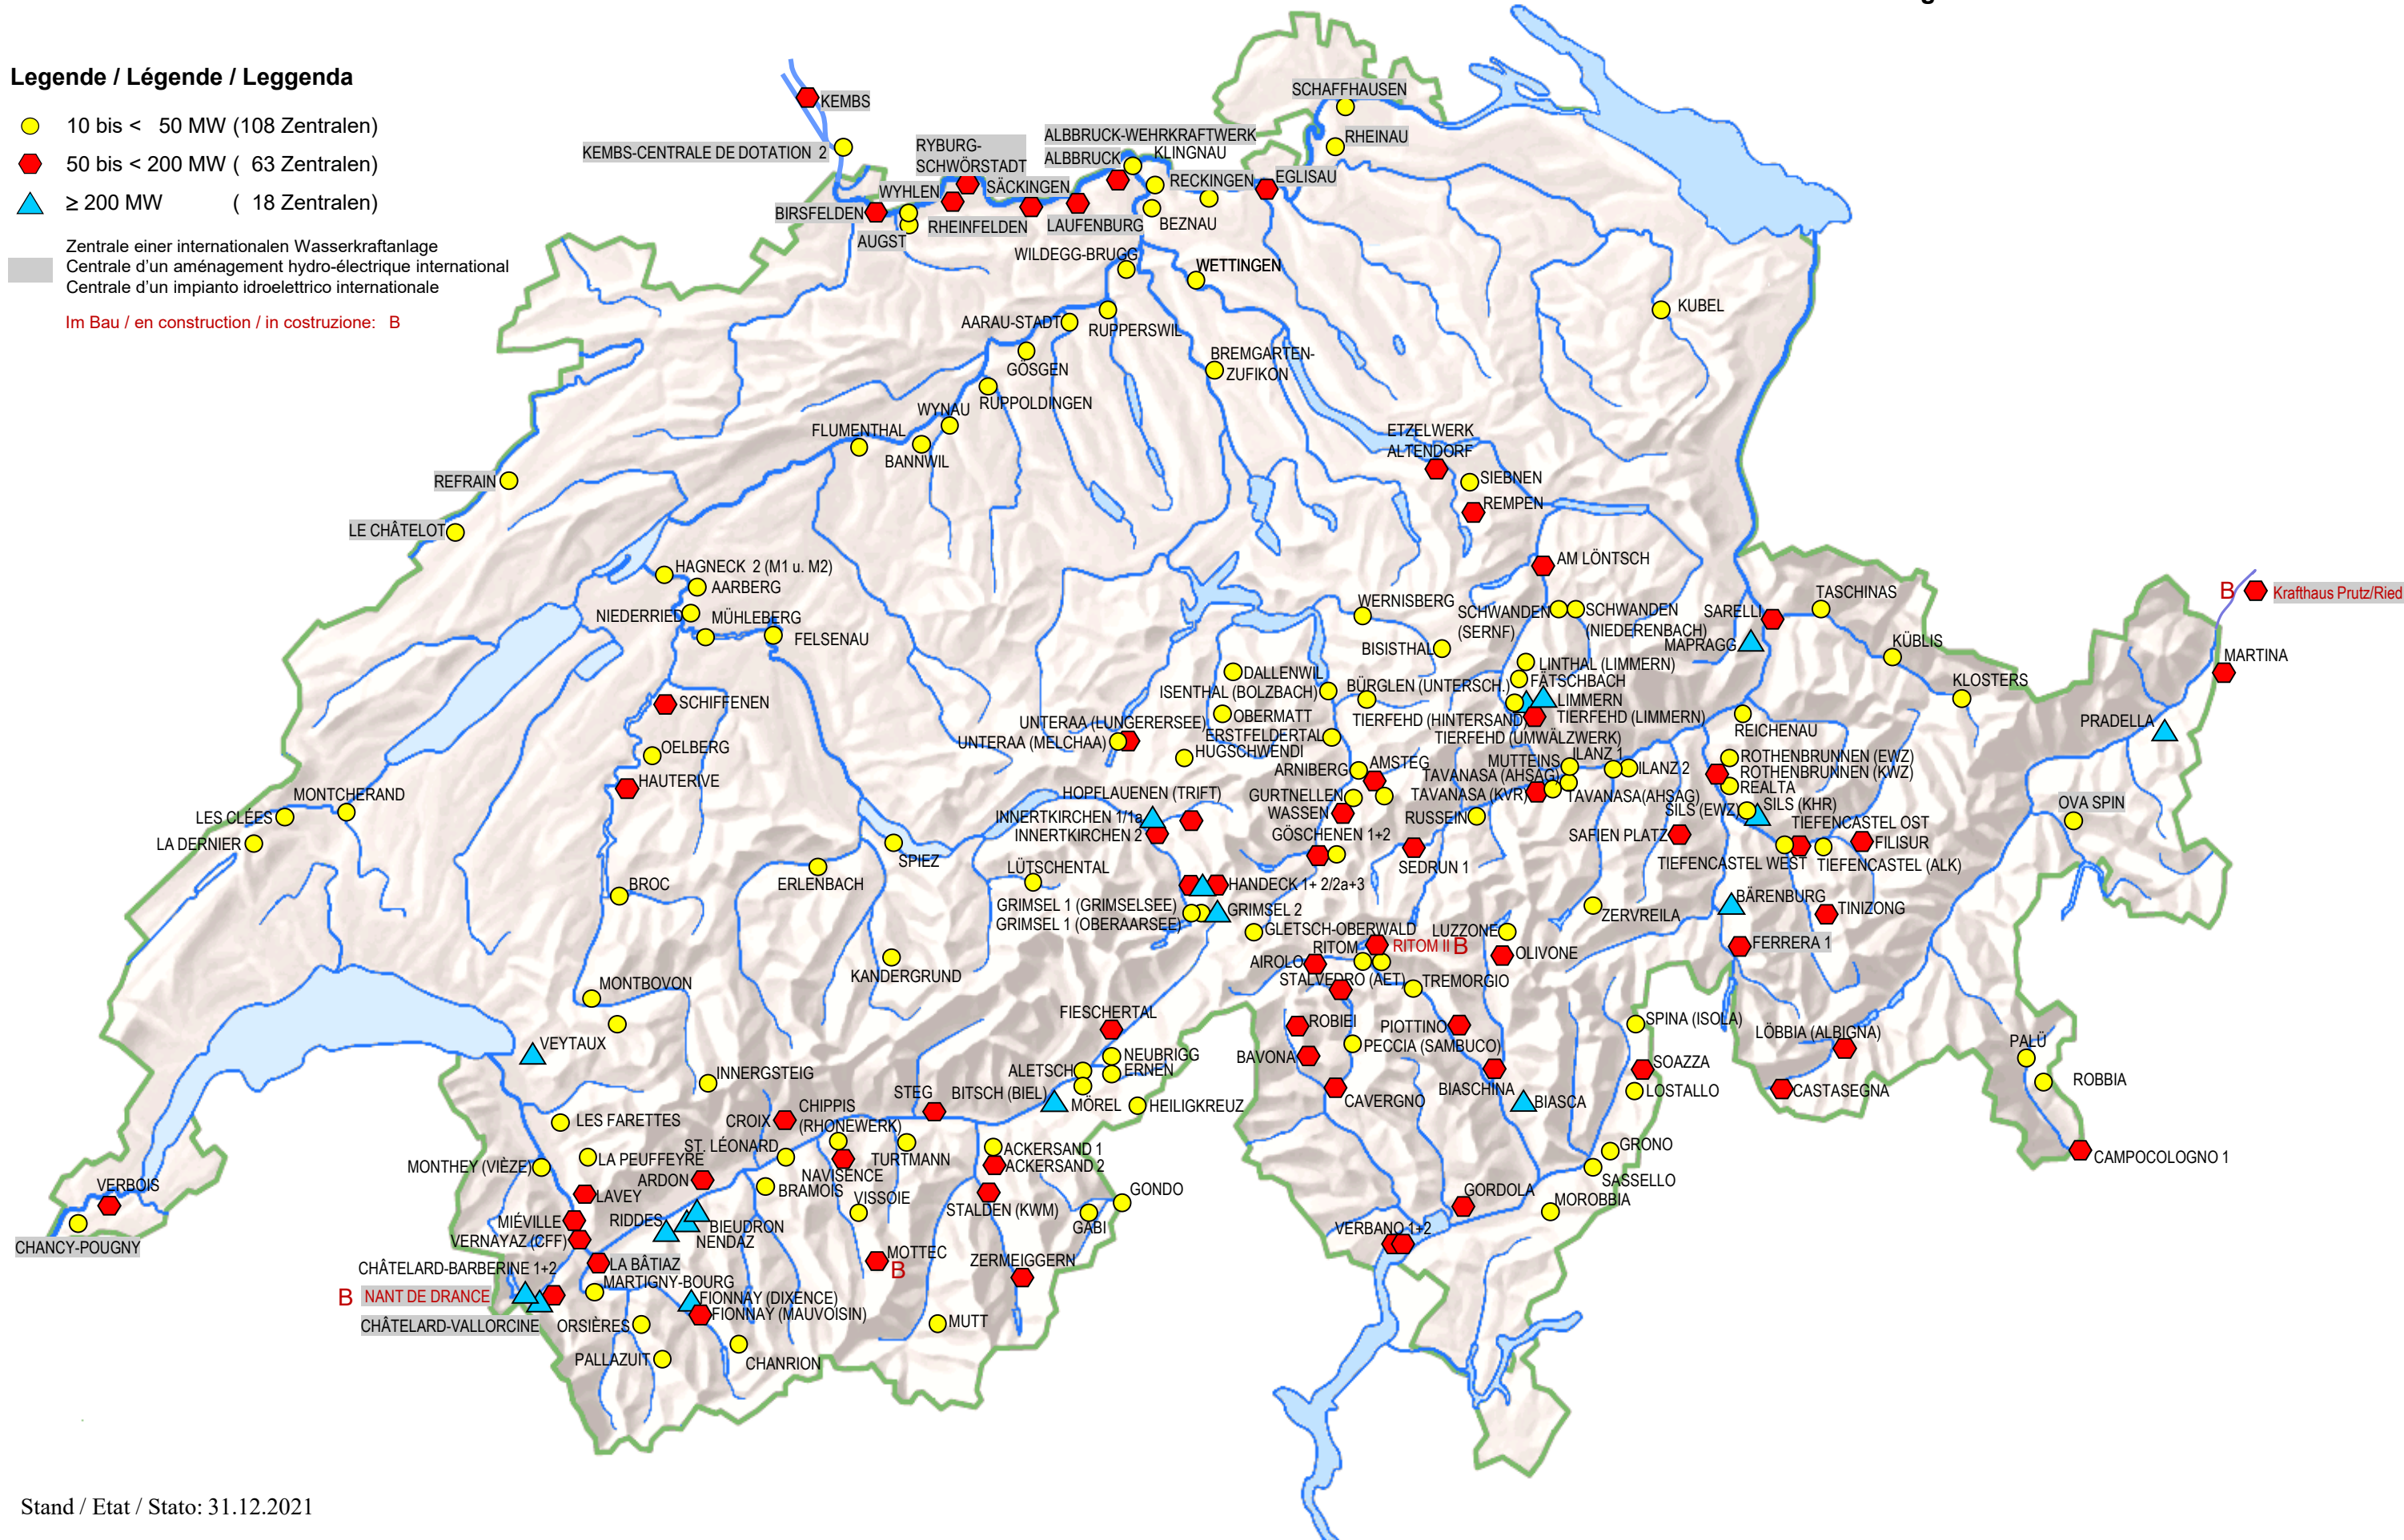 Legende / Légende / Leggenda
10 bis < 50 MW (108 Zentralen)
50 bis < 200 MW ( 63 Zentralen)
≥ 200 MW ( 18 Zentralen)
Zentrale einer internationalen Wasserkraftanlage
Centrale d'un aménagement hydro-électrique international
Centrale d'un impianto idroelettrico internationale
Im Bau / en construction / in costruzione: B
KEMBS
KEMBS-CENTRALE DE DOTATION 2
SCHAFFHAUSEN
RHEINAU
ALBBRUCK-WEHRKRAFTWERK
ALBBRUCK
KLINGNAU
RYBURG-
SCHWÖRSTADT
WYHLEN
SÄCKINGEN
RECKINGEN
EGLISAU
BIRSFELDEN
AUGST
RHEINFELDEN
LAUFENBURG
BEZNAU
WILDEGG-BRUGG
WETTINGEN
KUBEL
AARAU-STADT
RUPPERSWIL
GÖSGEN
BREMGARTEN-
ZUFIKON
RUPPOLDINGEN
WYNAU
FLUMENTHAL
BANNWIL
ETZELWERK
ALTENDORF
SIEBNEN
REMPEN
REFRAIN
LE CHÂTELOT
AM LÖNTSCH
HAGNECK 2 (M1 u. M2)
AARBERG
NIEDERRIED
MÜHLEBERG
FELSENAU
WERNISBERG
SCHWANDEN
(SERNF)
SCHWANDEN
(NIEDERENBACH)
SARELLI
TASCHINAS
B
Krafthaus Prutz/Ried
MAPRAGG
KÜBLIS
MARTINA
BISISTHAL
LINTHAL (LIMMERN)
FÄTSCHBACH
DALLENWIL
ISENTHAL (BOLZBACH)
BÜRGLEN (UNTERSCH.)
LIMMERN
KLOSTERS
SCHIFFENEN
OBERMATT
UNTERAA (LUNGERERSEE)
TIERFEHD (HINTERSAND)
TIERFEHD (LIMMERN)
PRADELLA
UNTERAA (MELCHAA)
ERSTFELDERTAL
TIERFEHD (UMWÄLZWERK)
REICHENAU
HUGSCHWENDI
OELBERG
ARNIBERG
AMSTEG
MUTTEINS
ILANZ 1
ILANZ 2
ROTHENBRUNNEN (EWZ)
ROTHENBRUNNEN (KWZ)
REALTA
HAUTERIVE
TAVANASA (AHSAG)
TAVANASA (KVR)
TAVANASA(AHSAG)
MONTCHERAND
HOPFLAUENEN (TRIFT)
GURTNELLEN
WASSEN
SILS (EWZ)
SILS (KHR)
OVA SPIN
LES CLÉES
INNERTKIRCHEN 1/1a
INNERTKIRCHEN 2
RUSSEIN
TIEFENCASTEL OST
LA DERNIER
GÖSCHENEN 1+2
SAFIEN PLATZ
FILISUR
SPIEZ
SEDRUN 1
TIEFENCASTEL WEST
TIEFENCASTEL (ALK)
LÜTSCHENTAL
ERLENBACH
BROC
HANDECK 1+ 2/2a+3
BÄRENBURG
GRIMSEL 1 (GRIMSELSEE)
GRIMSEL 2
ZERVREILA
TINIZONG
GRIMSEL 1 (OBERAARSEE)
GLETSCH-OBERWALD
LUZZONE
RITOM
RITOM II B
FERRERA 1
OLIVONE
AIROLO
KANDERGRUND
STALVEDRO (AET)
TREMORGIO
MONTBOVON
FIESCHERTAL
ROBIEI
PIOTTINO
SPINA (ISOLA)
LÖBBIA (ALBIGNA)
VEYTAUX
PECCIA (SAMBUCO)
PALÜ
NEUBRIGG
BAVONA
ALETSCH
ERNEN
SOAZZA
INNERGSTEIG
ROBBIA
BIASCHINA
LOSTALLO
CASTASEGNA
STEG
BITSCH (BIEL)
MÖREL
HEILIGKREUZ
CAVERGNO
BIASCA
LES FARETTES
CHIPPIS
(RHONEWERK)
CROIX
ST. LÉONARD
ACKERSAND 1
ACKERSAND 2
GRONO
CAMPOCOLOGNO 1
MONTHEY (VIÈZE)
LA PEUFFEYRE
TURTMANN
NAVISENCE
SASSELLO
ARDON
BRAMOIS
VERBOIS
LAVEY
VISSOIE
GONDO
GORDOLA
MOROBBIA
STALDEN (KWM)
MIÉVILLE
RIDDES
BIEUDRON
GABI
VERBANO 1+2
VERNAYAZ (CFF)
NENDAZ
CHANCY-POUGNY
MOTTEC
B
ZERMEIGGERN
LA BÂTIAZ
CHÂTELARD-BARBERINE 1+2
MARTIGNY-BOURG
B NANT DE DRANCE
FIONNAY (DIXENCE)
FIONNAY (MAUVOISIN)
CHÂTELARD-VALLORCINE
ORSIÈRES
MUTT
PALLAZUIT
CHANRION
Stand / Etat / Stato: 31.12.2021